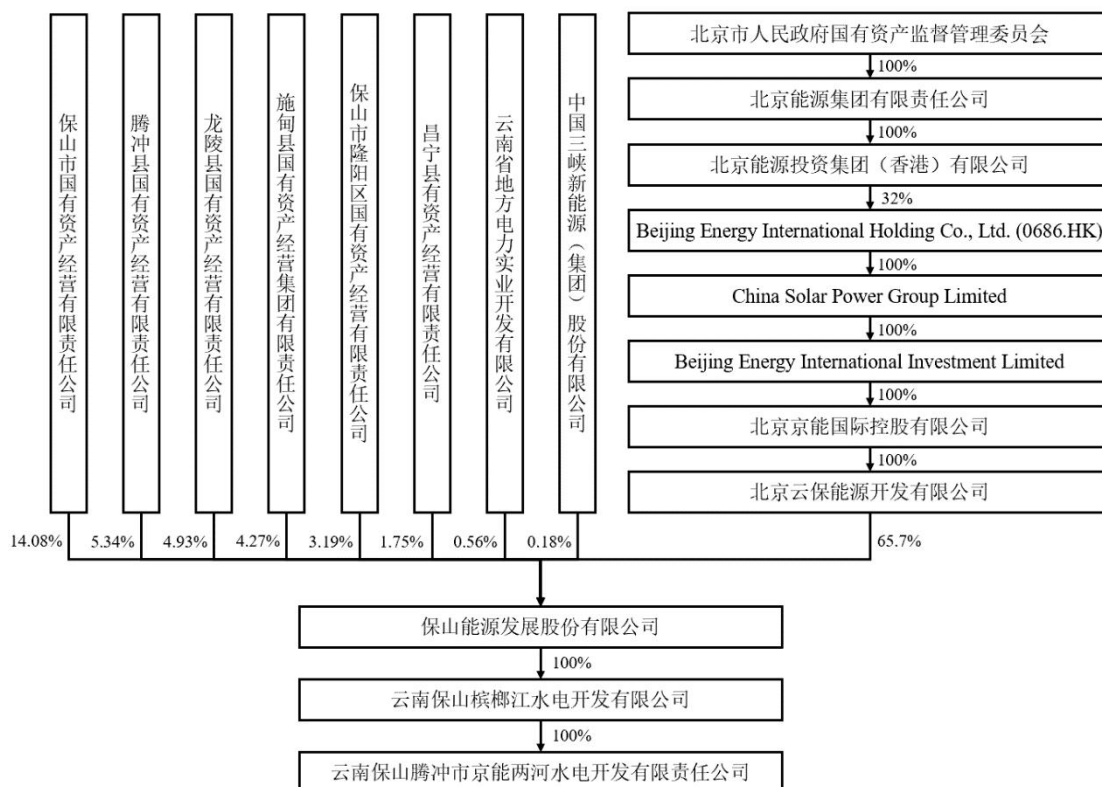 保山市国有资产经营有限责任公司
腾冲县国有资产经营有限责任公司
龙陵县国有资产经营有限责任公司
施甸县国有资产经营集团有限责任公司
保山市隆阳区国有资产经营有限责任公司
昌宁县有资产经营有限责任公司
云南省地方电力实业开发有限公司
中国三峡新能源（集团）股份有限公司
北京市人民政府国有资产监督管理委员会
100%
北京能源集团有限责任公司
100%
北京能源投资集团（香港）有限公司
32%
Beijing Energy International Holding Co., Ltd. (0686.HK)
100%
China Solar Power Group Limited
100%
Beijing Energy International Investment Limited
100%
北京京能国际控股有限公司
100%
北京云保能源开发有限公司
14.08%
5.34%
4.93%
4.27%
3.19%
1.75%
0.56%
0.18%
65.7%
保山能源发展股份有限公司
100%
云南保山槟榔江水电开发有限公司
100%
云南保山腾冲市京能两河水电开发有限责任公司